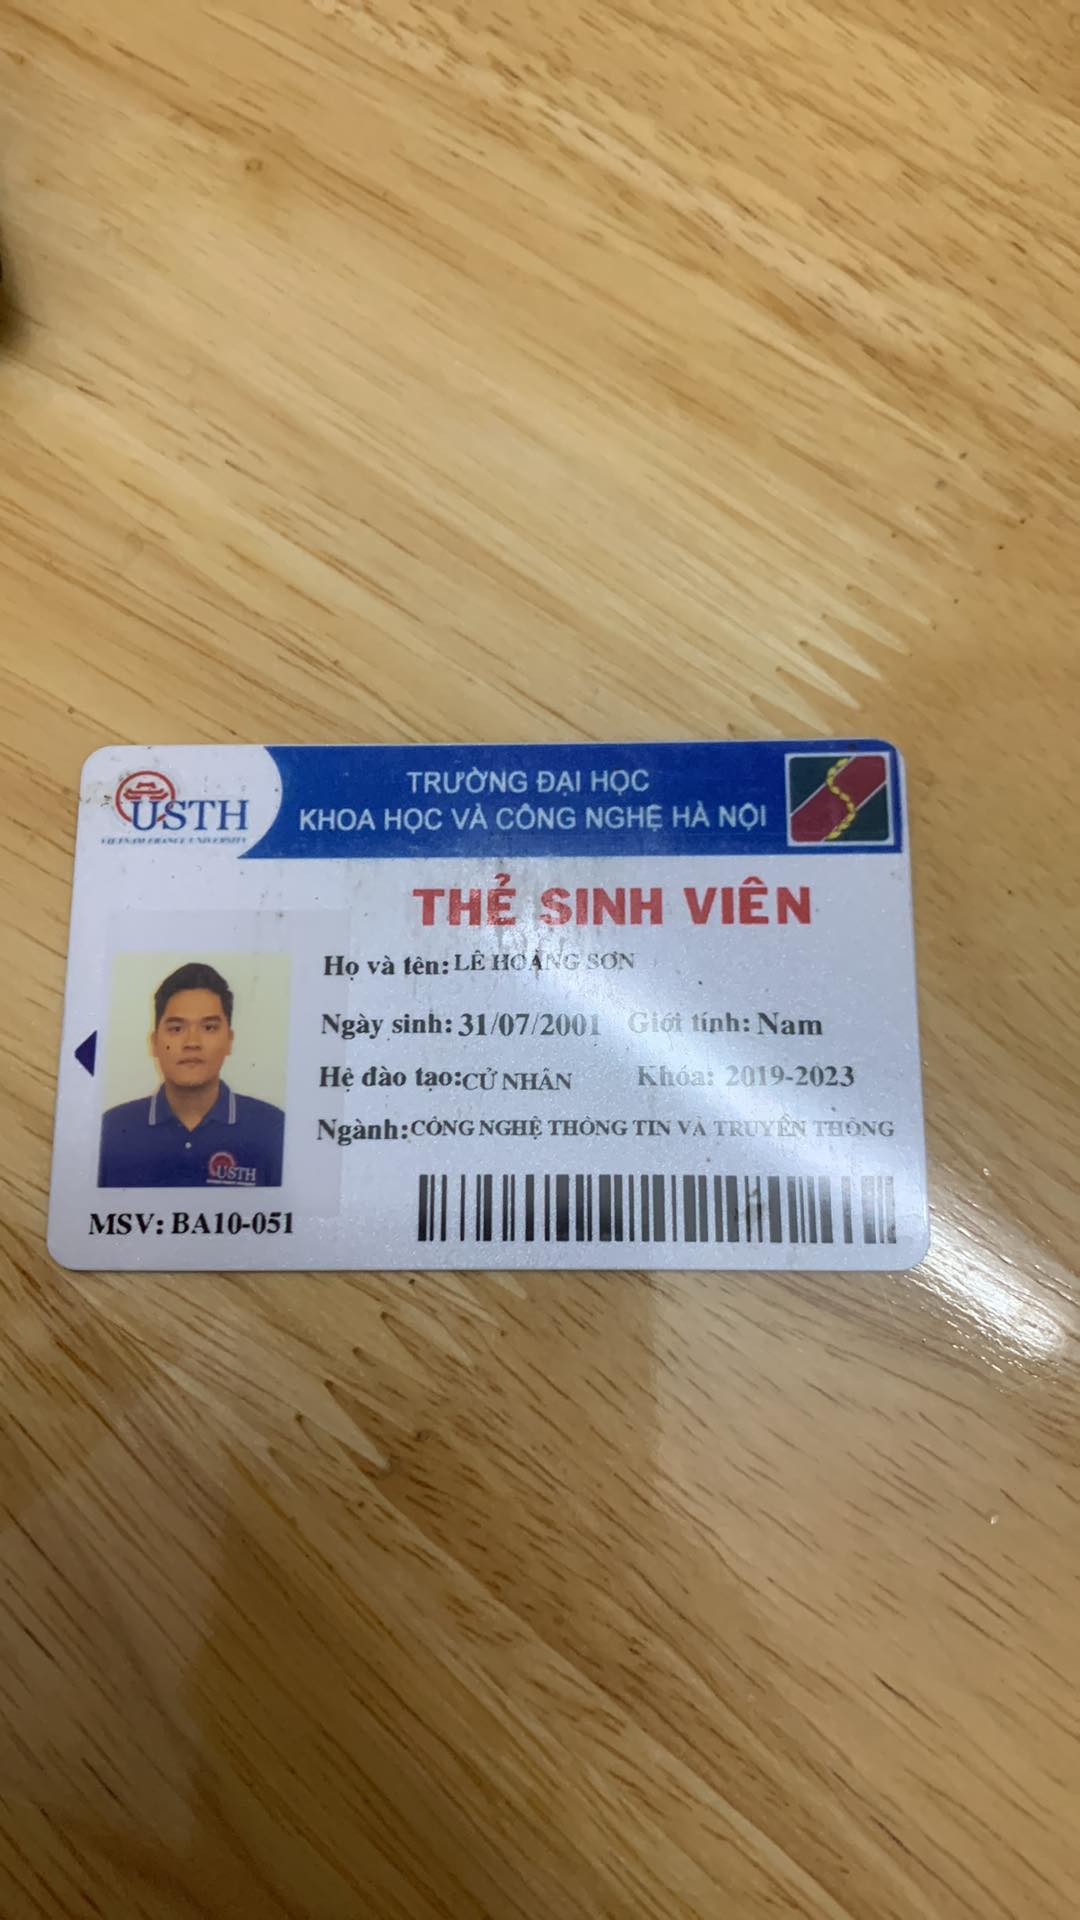 USTH
VIETNAM FRANCE UNIVERSITY
TRƯỜNG ĐẠI HỌC
KHOA HỌC VÀ CÔNG NGHỆ HÀ NỘI
THẺ SINH VIÊN
Họ và tên: LÊ HOÀNG SƠN
Ngày sinh: 31/07/2001 Giới tính: Nam
Hệ đào tạo: CỬ NHÂN Khóa: 2019-2023
Ngành: CÔNG NGHỆ THÔNG TIN VÀ TRUYỀN THÔNG
USTH
MSV: BA10-051